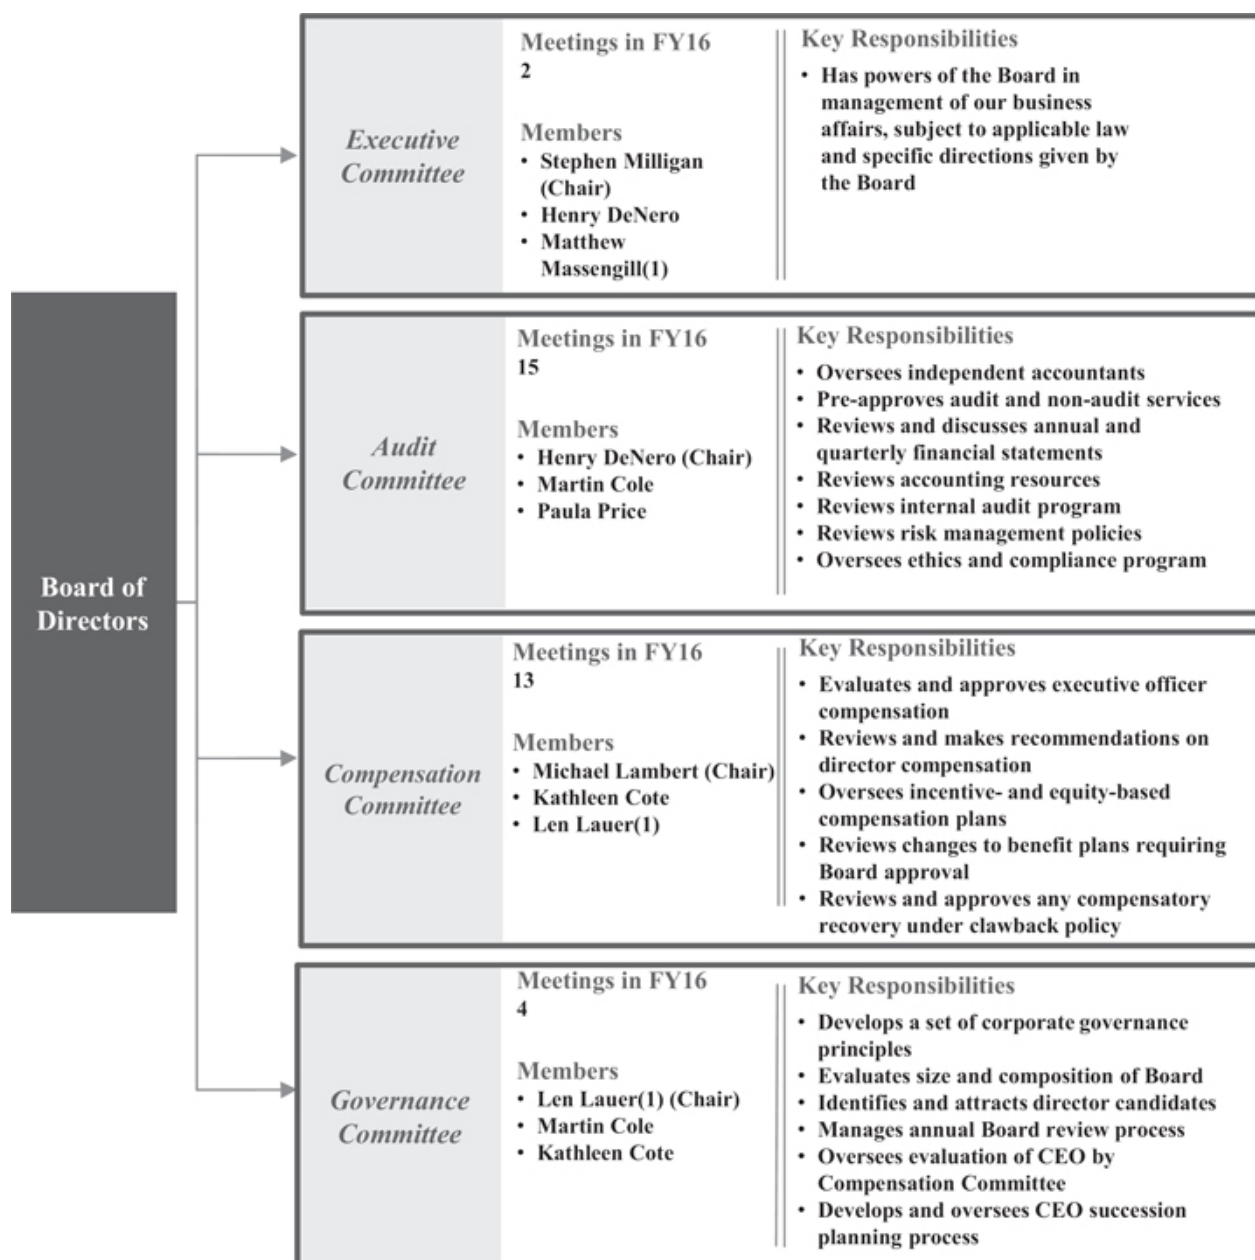 Board of
Directors
Executive
Committee
Meetings in FY16
2
Members
• Stephen Milligan
(Chair)
• Henry DeNero
• Matthew
Massengill(1)
Key Responsibilities
• Has powers of the Board in
management of our business
affairs, subject to applicable law
and specific directions given by
the Board
Audit
Committee
Meetings in FY16
15
Members
• Henry DeNero (Chair)
• Martin Cole
• Paula Price
Key Responsibilities
• Oversees independent accountants
• Pre-approves audit and non-audit services
• Reviews and discusses annual and
quarterly financial statements
• Reviews accounting resources
• Reviews internal audit program
• Reviews risk management policies
• Oversees ethics and compliance program
Compensation
Committee
Meetings in FY16
13
Members
• Michael Lambert (Chair)
• Kathleen Cote
• Len Lauer(1)
Key Responsibilities
• Evaluates and approves executive officer
compensation
• Reviews and makes recommendations on
director compensation
• Oversees incentive- and equity-based
compensation plans
• Reviews changes to benefit plans requiring
Board approval
• Reviews and approves any compensatory
recovery under clawback policy
Governance
Committee
Meetings in FY16
4
Members
• Len Lauer(1) (Chair)
• Martin Cole
• Kathleen Cote
Key Responsibilities
• Develops a set of corporate governance
principles
• Evaluates size and composition of Board
• Identifies and attracts director candidates
• Manages annual Board review process
• Oversees evaluation of CEO by
Compensation Committee
• Develops and oversees CEO succession
planning process